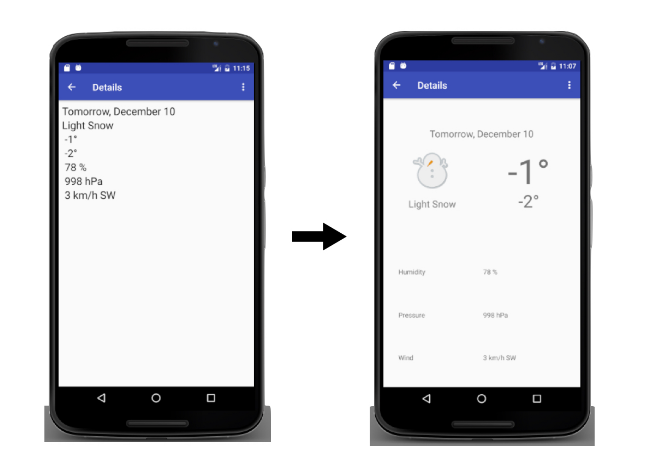 11:15
Details
Tomorrow, December 10
Light Snow
-1°
-2°
78 %
998 hPa
3 km/h SW
11:07
Details
Tomorrow, December 10
-1°
Light Snow
-2°
Humidity 78 %
Pressure 998 hPa
Wind 3 km/h SW